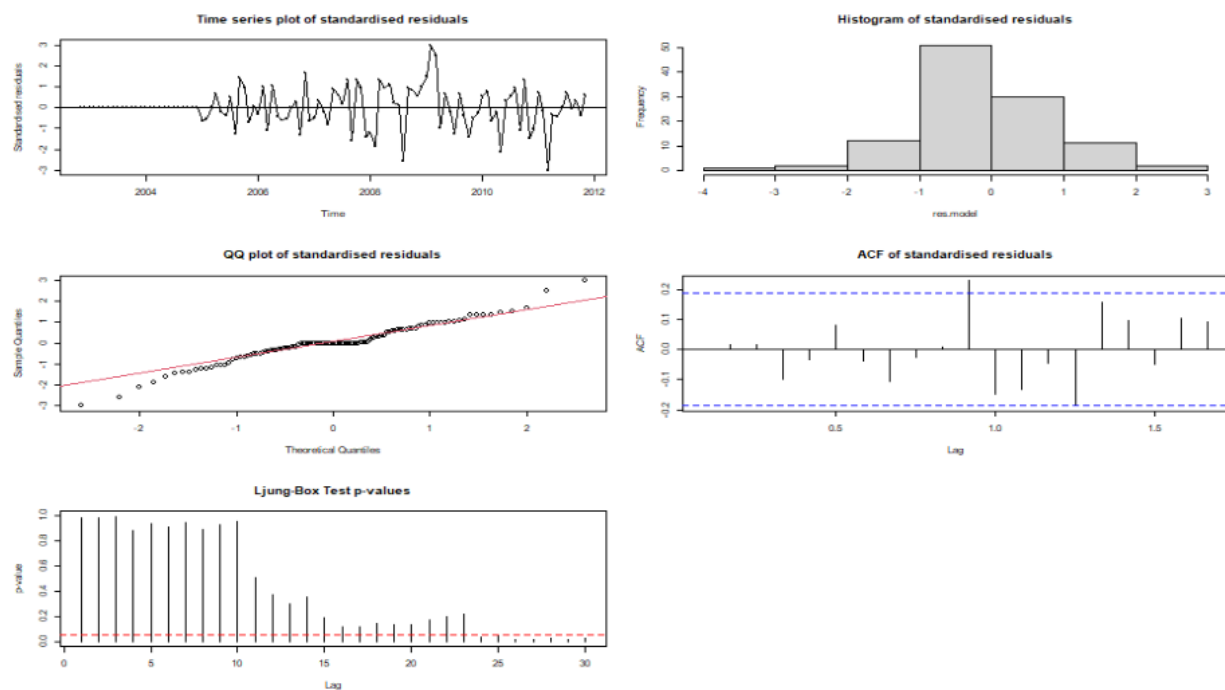 Time series plot of standardised residuals
Standardised residuals
3
2
1
0
-1
-2
-3
2004 2006 2008 2010 2012
Time
Histogram of standardised residuals
Frequency
50
40
30
20
10
0
-4 -3 -2 -1 0 1 2 3
res.model
QQ plot of standardised residuals
Sample Quantiles
3
2
1
0
-1
-2
-3
-2 -1 0 1 2
Theoretical Quantiles
ACF of standardised residuals
ACF
0.2
0.1
0.0
-0.1
-0.2
0.5 1.0 1.5
Lag
Ljung-Box Test p-values
p-value
1.0
0.8
0.6
0.4
0.2
0.0
0 5 10 15 20 25 30
Lag